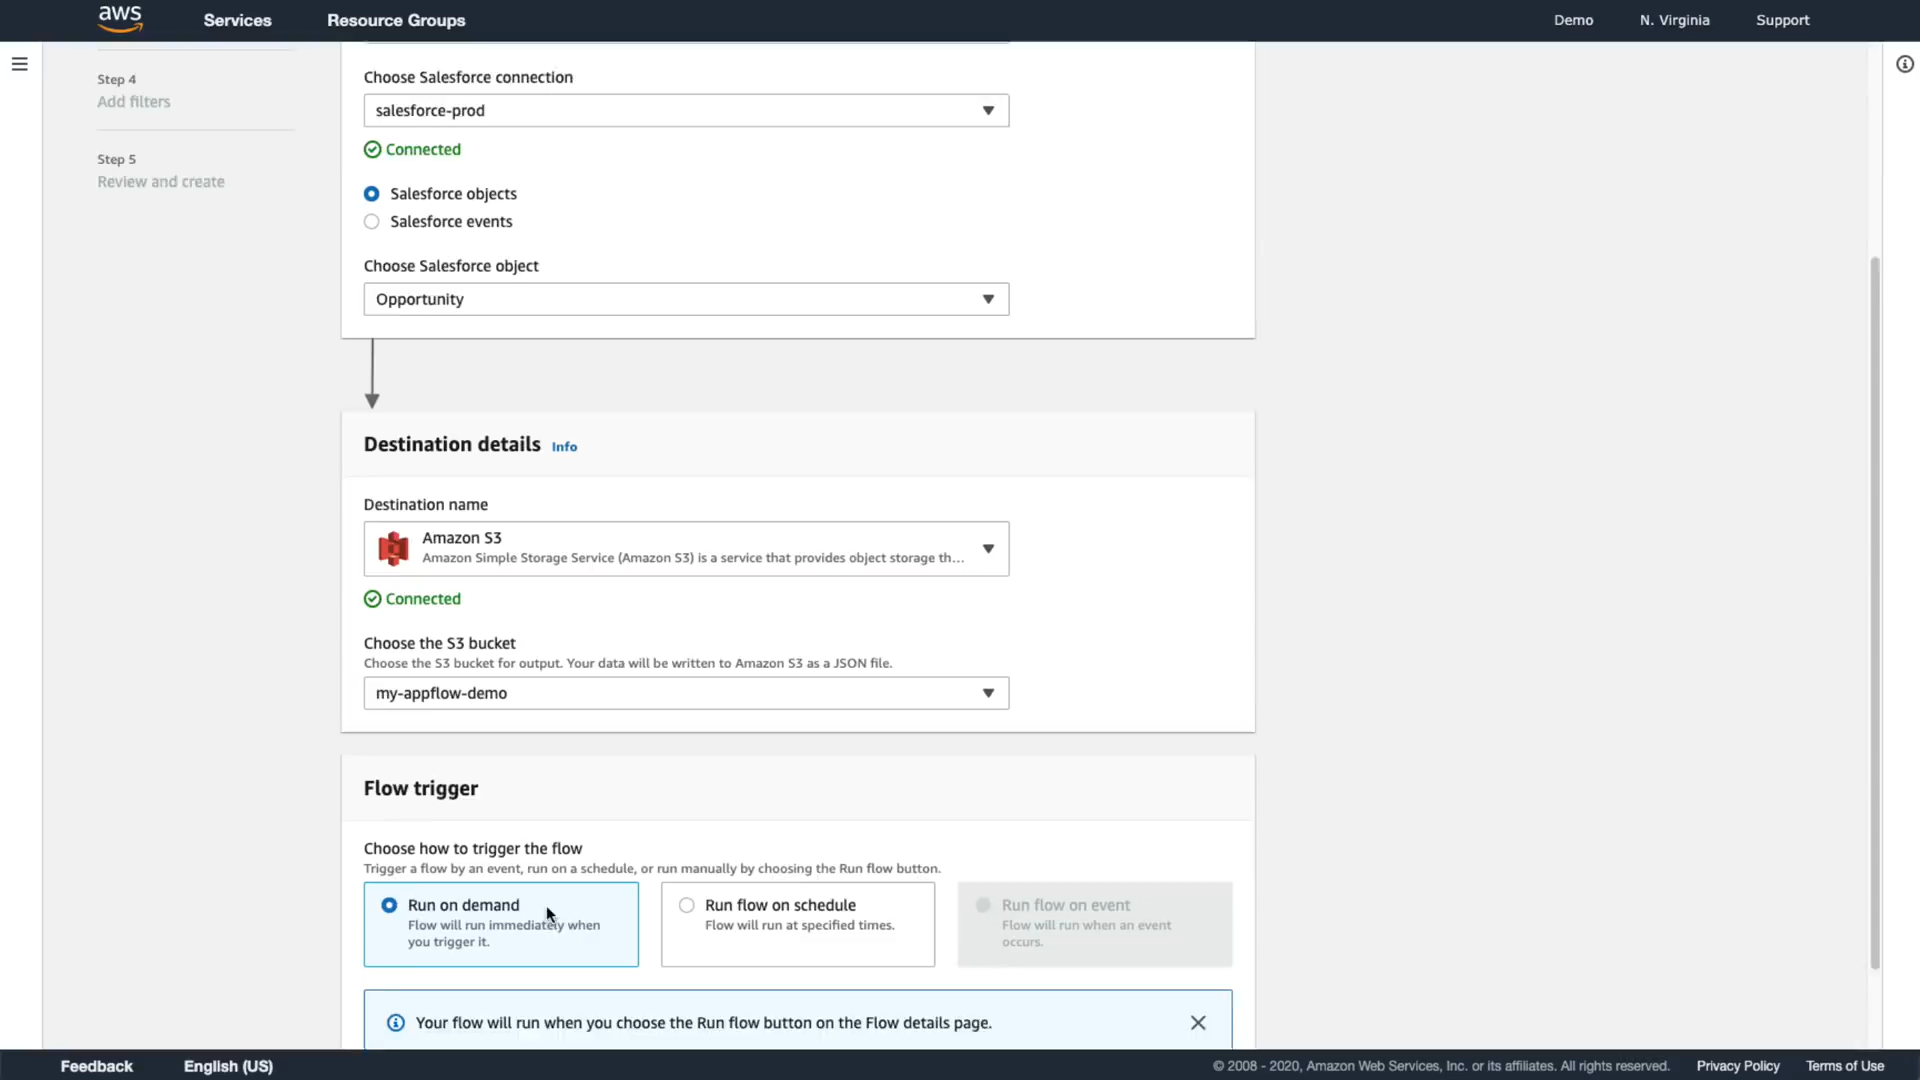 aws
Services
Resource Groups
Demo
N. Virginia
Support
Step 4
Add filters
Step 5
Review and create
Choose Salesforce connection
salesforce-prod
Connected
Salesforce objects
Salesforce events
Choose Salesforce object
Opportunity
Destination details Info
Destination name
Amazon S3
Amazon Simple Storage Service (Amazon S3) is a service that provides object storage th...
Connected
Choose the S3 bucket
Choose the S3 bucket for output. Your data will be written to Amazon S3 as a JSON file.
my-appflow-demo
Flow trigger
Choose how to trigger the flow
Trigger a flow by an event, run on a schedule, or run manually by choosing the Run flow button.
Run on demand
Flow will run immediately when
you trigger it.
Run flow on schedule
Flow will run at specified times.
Run flow on event
Flow will run when an event
occurs.
Your flow will run when you choose the Run flow button on the Flow details page.
Feedback
English (US)
© 2008 - 2020, Amazon Web Services, Inc. or its affiliates. All rights reserved.
Privacy Policy
Terms of Use